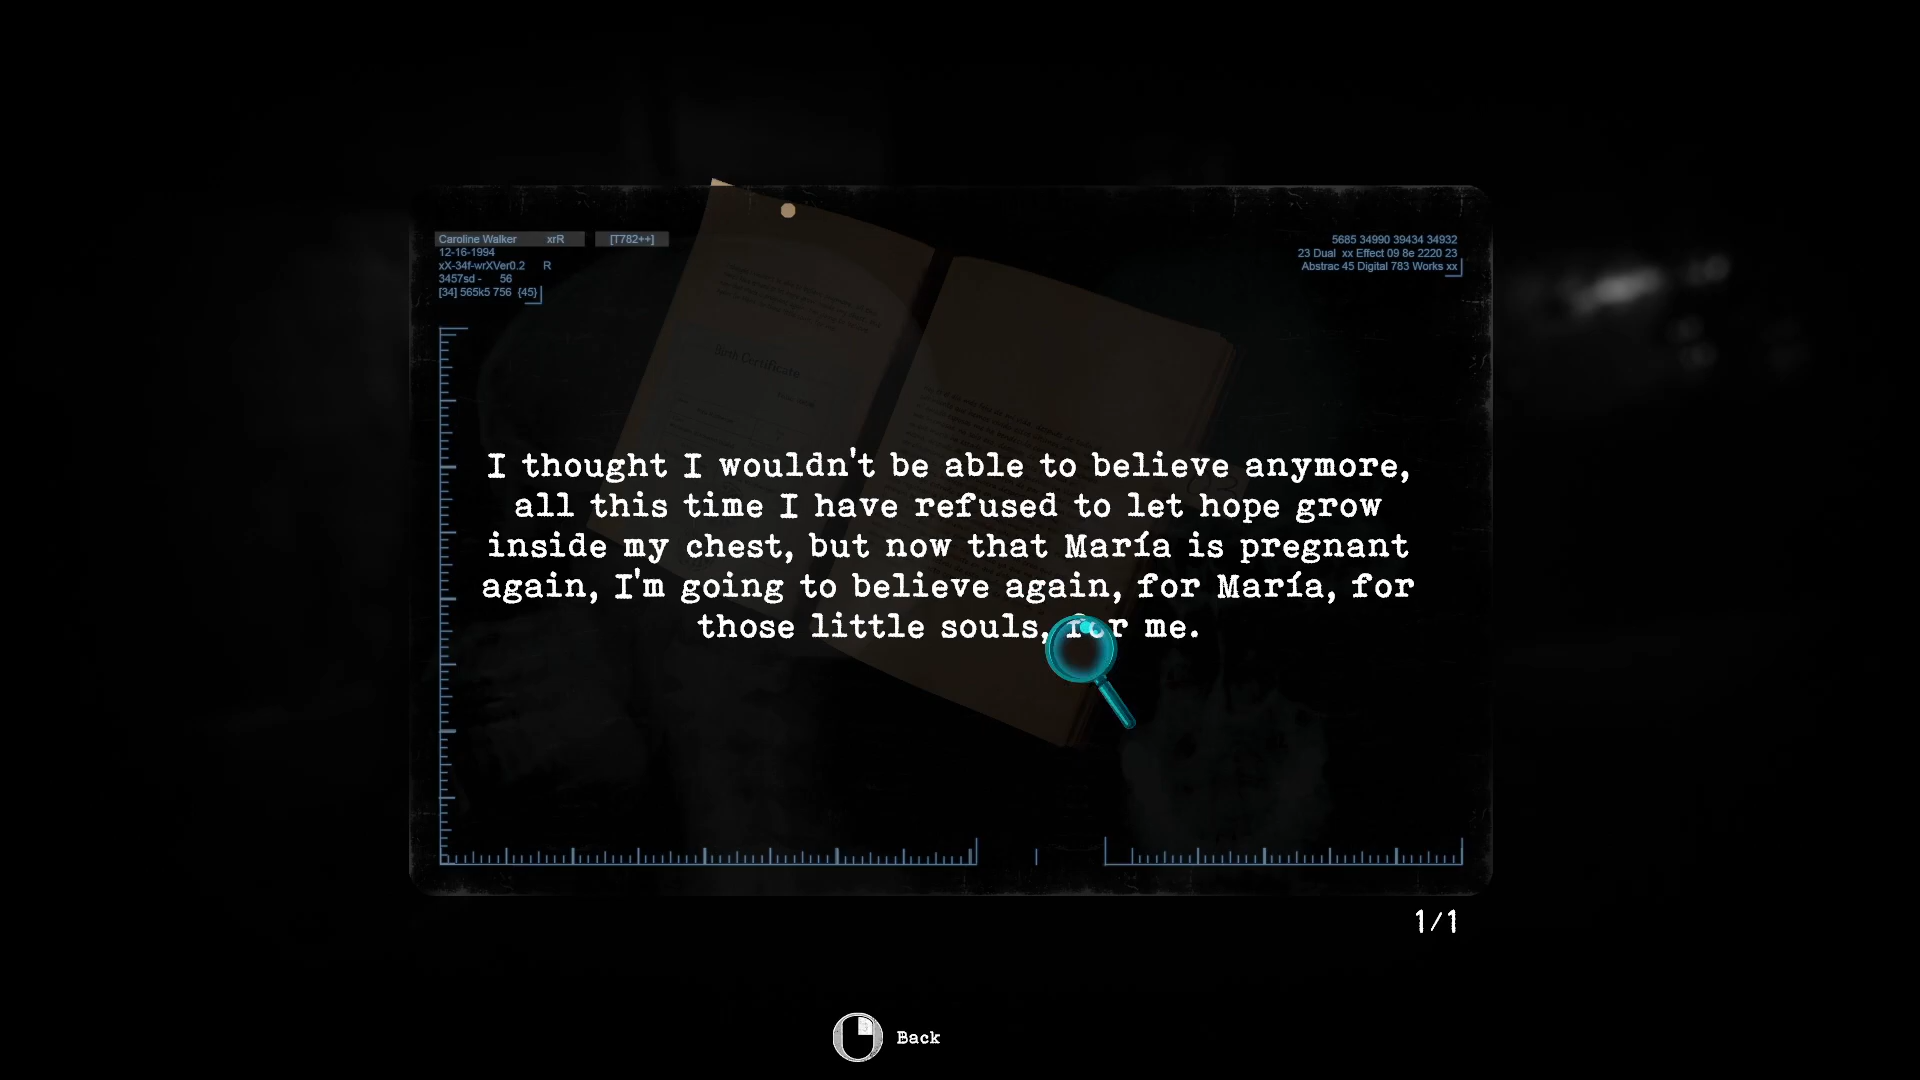 Caroline Walker xrR [T782++]
12-16-1994
xX-34f-wrXVer0.2 R
3457sd - 56
[34] 565k5 756 {45}
5685 34990 39434 34932
23 Dual xx Effect 09 8e 2220 23
Abstrac 45 Digital 783 Works xx
Birth Certificate
I thought I wouldn't be able to believe anymore,
all this time I have refused to let hope grow
inside my chest, but now that María is pregnant
again, I'm going to believe again, for María, for
those little souls, for me.
1/1
Back